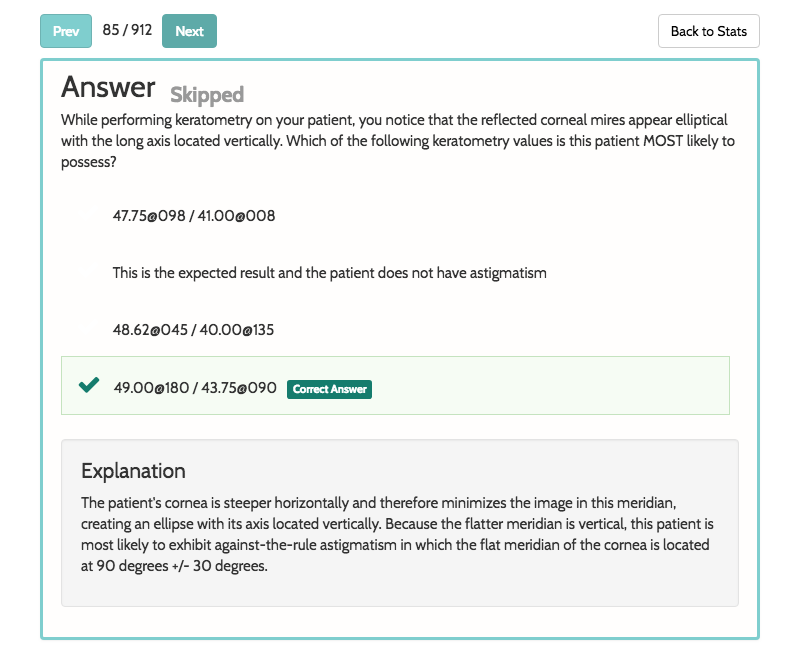 Prev 85 / 912 Next Back to Stats
Answer Skipped
While performing keratometry on your patient, you notice that the reflected corneal mires appear elliptical
with the long axis located vertically. Which of the following keratometry values is this patient MOST likely to
possess?
47.75@098 / 41.00@008
This is the expected result and the patient does not have astigmatism
48.62@045 / 40.00@135
49.00@180 / 43.75@090 Correct Answer
Explanation
The patient's cornea is steeper horizontally and therefore minimizes the image in this meridian,
creating an ellipse with its axis located vertically. Because the flatter meridian is vertical, this patient is
most likely to exhibit against-the-rule astigmatism in which the flat meridian of the cornea is located
at 90 degrees +/- 30 degrees.